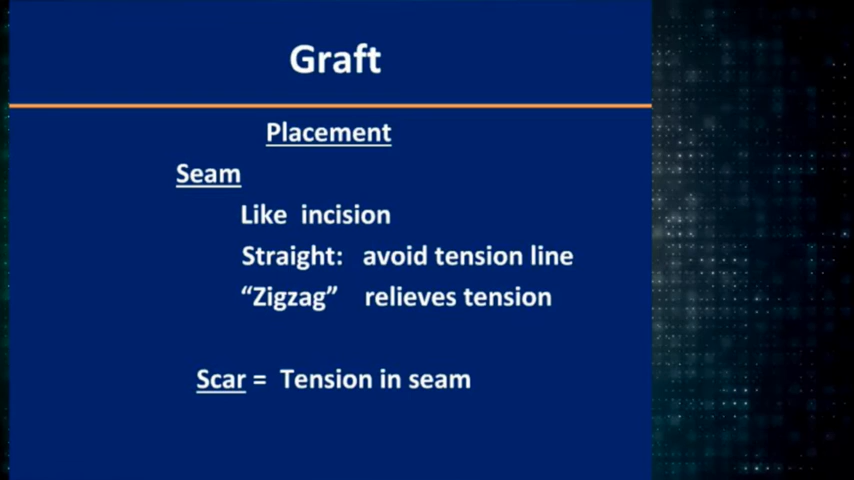 Graft
Placement
Seam
Like incision
Straight: avoid tension line
“Zigzag” relieves tension
Scar = Tension in seam